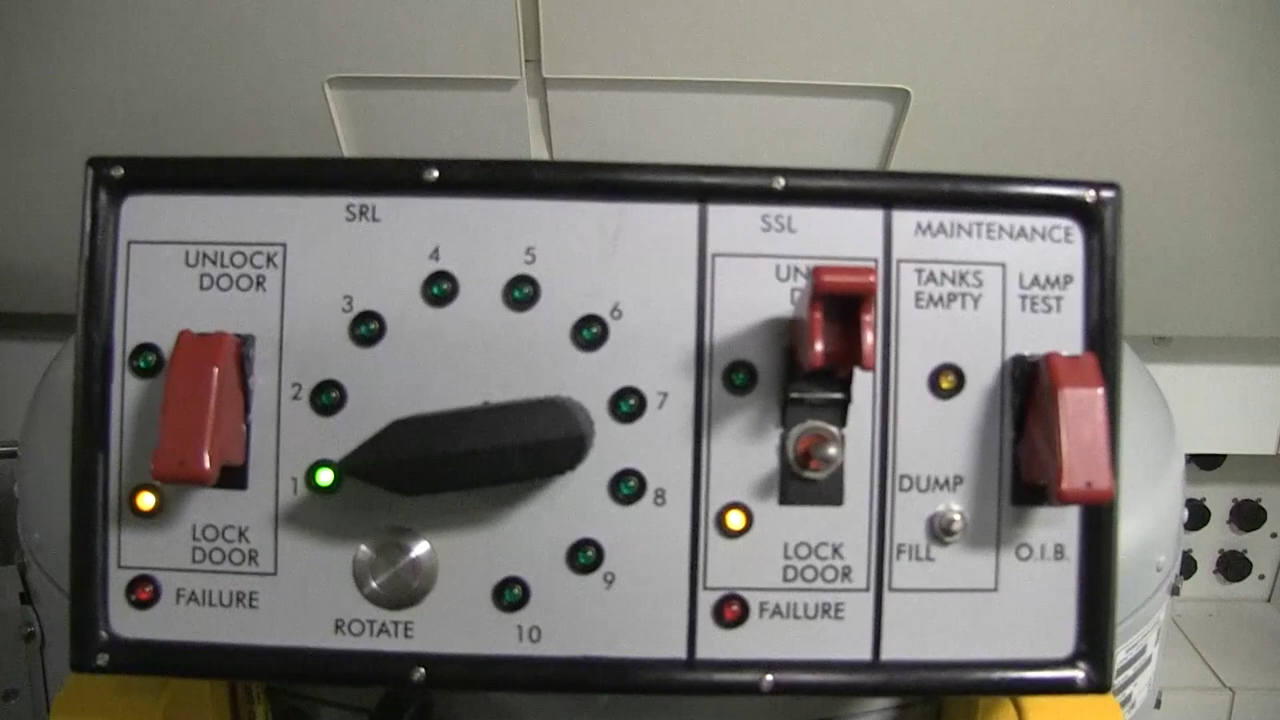 SRL
UNLOCK
DOOR
LOCK
DOOR
FAILURE
1
2
3
4
5
6
7
8
9
10
ROTATE
SSL
LOCK
DOOR
FAILURE
MAINTENANCE
TANKS
EMPTY
DUMP
FILL
LAMP
TEST
O.I.B.